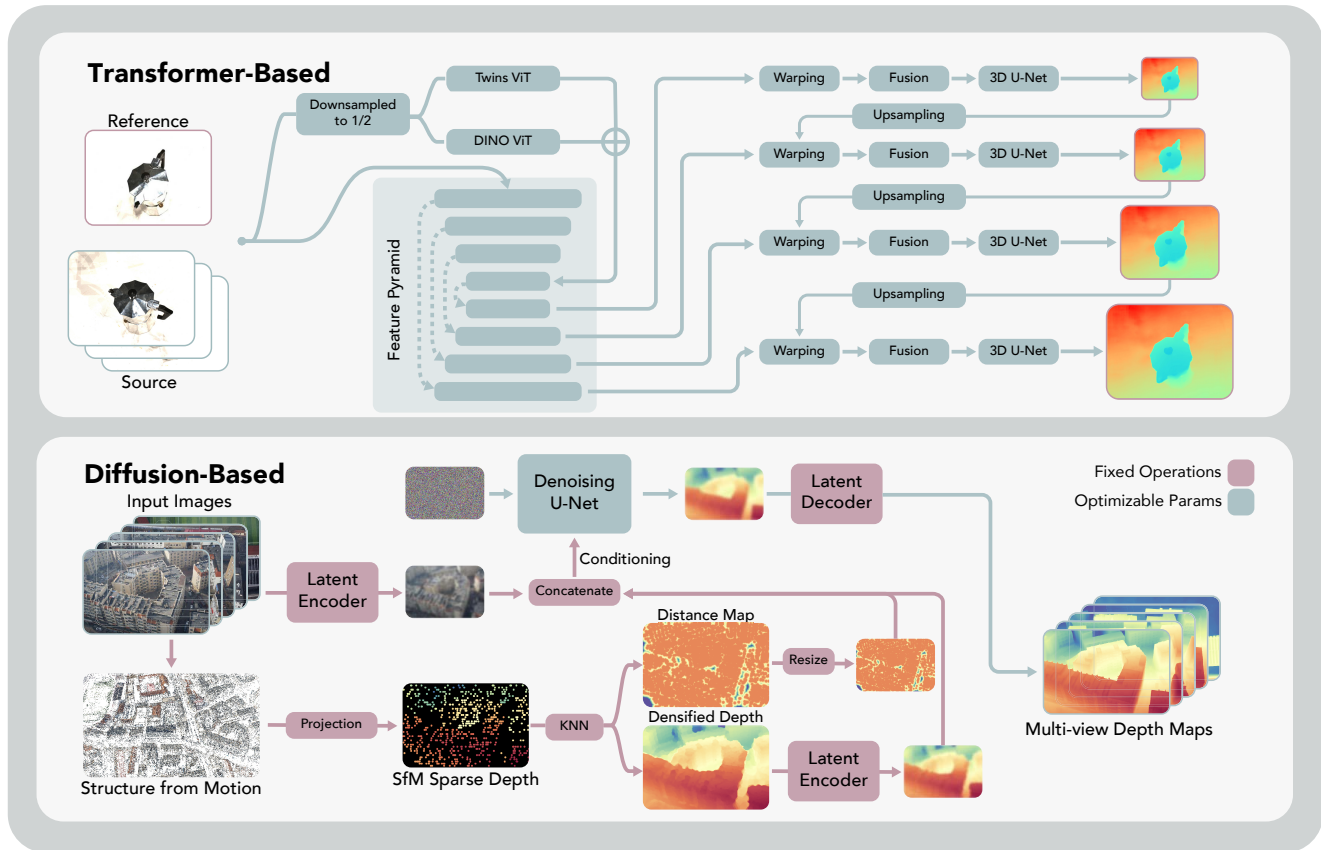 Transformer-Based
Reference
Source
Downsampled
to 1/2
Twins ViT
DINO ViT
Feature Pyramid
Warping
Fusion
3D U-Net
Upsampling
Warping
Fusion
3D U-Net
Upsampling
Warping
Fusion
3D U-Net
Upsampling
Warping
Fusion
3D U-Net
Diffusion-Based
Input Images
Latent
Encoder
Denoising
U-Net
Latent
Decoder
Fixed Operations
Optimizable Params
Conditioning
Concatenate
Structure from Motion
Projection
SfM Sparse Depth
KNN
Distance Map
Resize
Densified Depth
Latent
Encoder
Multi-view Depth Maps